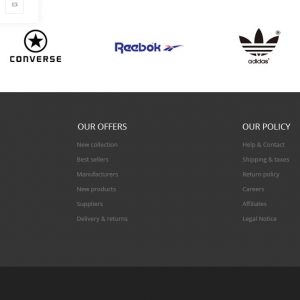 CONVERSE
Reebok
adidas
OUR OFFERS
New collection
Best sellers
Manufacturers
New products
Suppliers
Delivery & returns
OUR POLICY
Help & Contact
Shipping & taxes
Return policy
Careers
Affiliates
Legal Notice